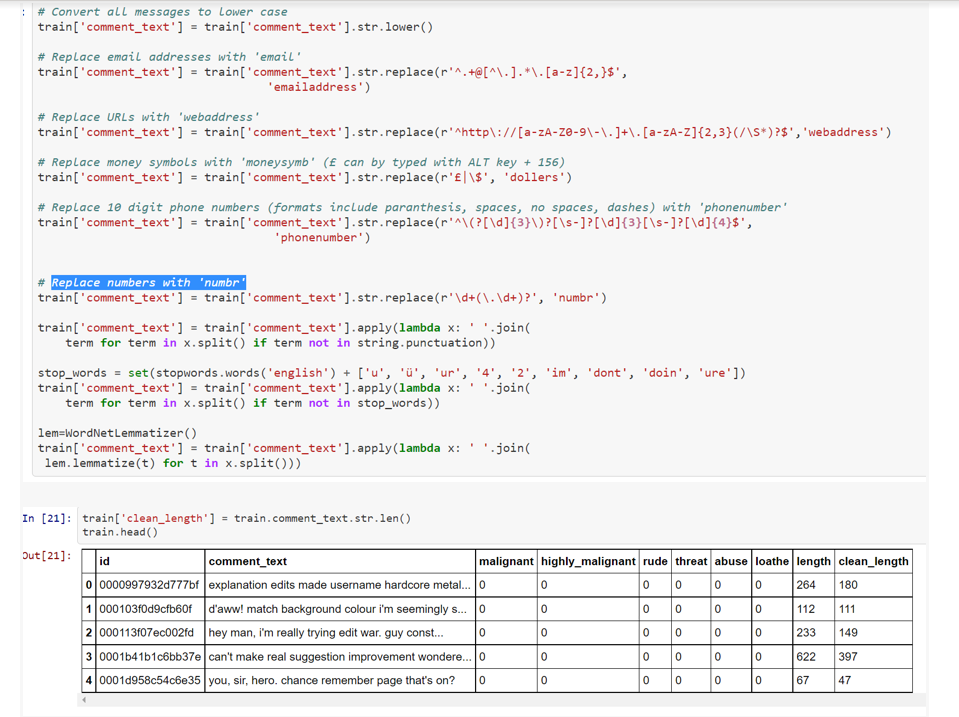 : # Convert all messages to lower case
train['comment_text'] = train['comment_text'].str.lower()
# Replace email addresses with 'email'
train['comment_text'] = train['comment_text'].str.replace(r'^.+@[^\.].*\.[a-z]{2,}$',
'emailaddress')
# Replace URLs with 'webaddress'
train['comment_text'] = train['comment_text'].str.replace(r'^http\://[a-zA-Z0-9\-\.]+\.[a-zA-Z]{2,3}(/\S*)?$','webaddress')
# Replace money symbols with 'moneysymb' (£ can by typed with ALT key + 156)
train['comment_text'] = train['comment_text'].str.replace(r'£|\$', 'dollers')
# Replace 10 digit phone numbers (formats include paranthesis, spaces, no spaces, dashes) with 'phonenumber'
train['comment_text'] = train['comment_text'].str.replace(r'^\(?[\d]{3}\)?[\s-]?[\d]{3}[\s-]?[\d]{4}$',
'phonenumber')
# Replace numbers with 'numbr'
train['comment_text'] = train['comment_text'].str.replace(r'\d+(\.\d+)?', 'numbr')
train['comment_text'] = train['comment_text'].apply(lambda x: ' '.join(
term for term in x.split() if term not in string.punctuation))
stop_words = set(stopwords.words('english') + ['u', 'ü', 'ur', '4', '2', 'im', 'dont', 'doin', 'ure'])
train['comment_text'] = train['comment_text'].apply(lambda x: ' '.join(
term for term in x.split() if term not in stop_words))
lem=WordNetLemmatizer()
train['comment_text'] = train['comment_text'].apply(lambda x: ' '.join(
lem.lemmatize(t) for t in x.split()))
In [21]: train['clean_length'] = train.comment_text.str.len()
train.head()
Out[21]:
id comment_text malignant highly_malignant rude threat abuse loathe length clean_length
0 0000997932d777bf explanation edits made username hardcore metal... 0 0 0 0 0 0 264 180
1 000103f0d9cfb60f d'aww! match background colour i'm seemingly s... 0 0 0 0 0 0 112 111
2 000113f07ec002fd hey man, i'm really trying edit war. guy const... 0 0 0 0 0 0 233 149
3 0001b41b1c6bb37e can't make real suggestion improvement wondere... 0 0 0 0 0 0 622 397
4 0001d958c54c6e35 you, sir, hero. chance remember page that's on? 0 0 0 0 0 0 67 47